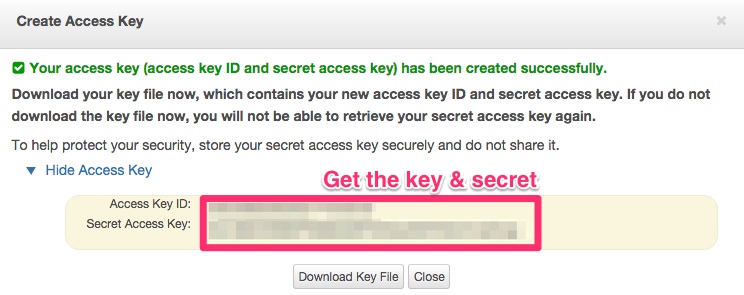 Create Access Key
Your access key (access key ID and secret access key) has been created successfully.
Download your key file now, which contains your new access key ID and secret access key. If you do not
download the key file now, you will not be able to retrieve your secret access key again.
To help protect your security, store your secret access key securely and do not share it.
Hide Access Key
Get the key & secret
Access Key ID:
Secret Access Key:
Download Key File Close